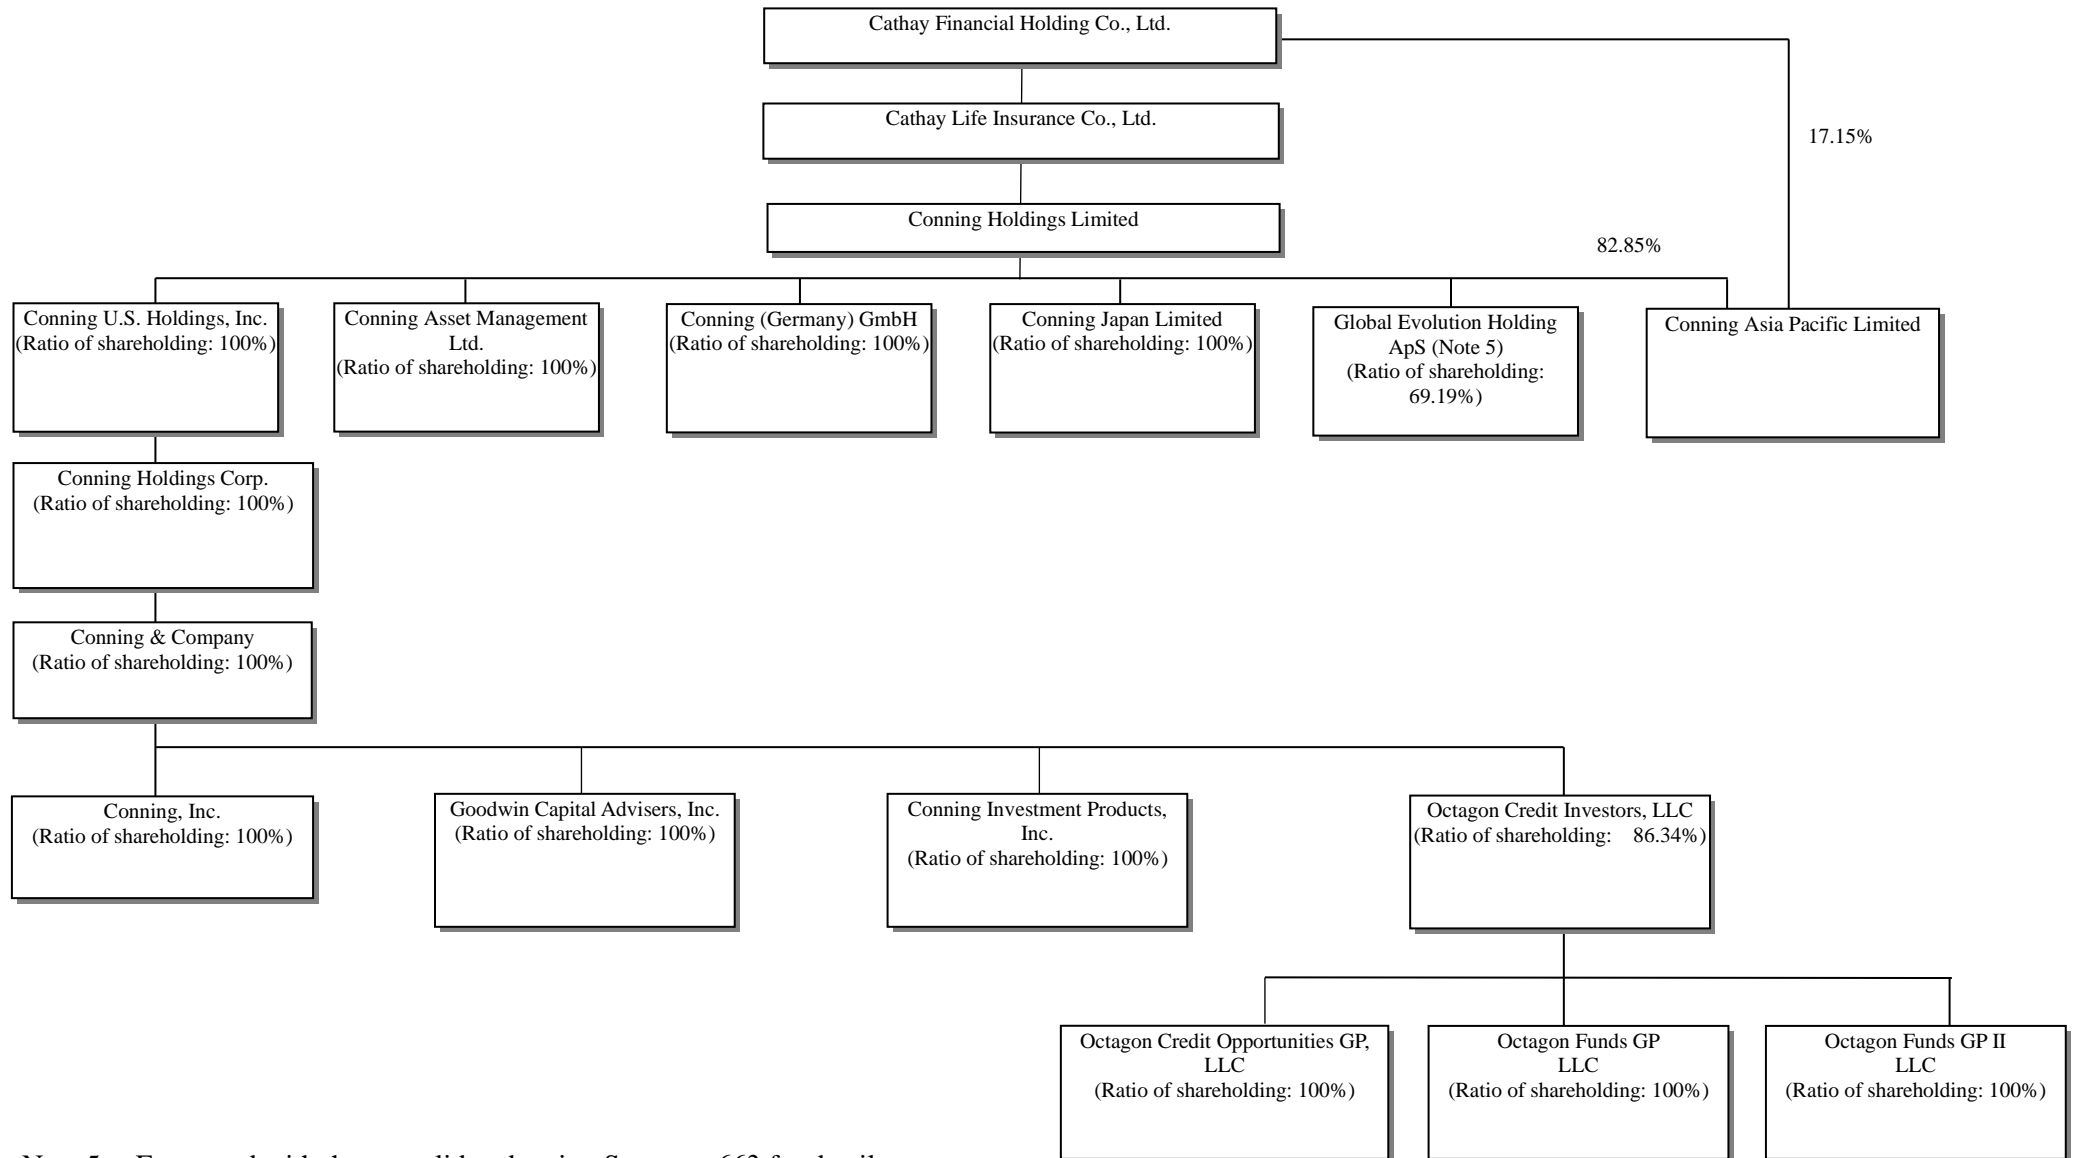 Cathay Financial Holding Co., Ltd.
Cathay Life Insurance Co., Ltd.
17.15%
Conning Holdings Limited
82.85%
Conning U.S. Holdings, Inc.
(Ratio of shareholding: 100%)
Conning Asset Management
Ltd.
(Ratio of shareholding: 100%)
Conning (Germany) GmbH
(Ratio of shareholding: 100%)
Conning Japan Limited
(Ratio of shareholding: 100%)
Global Evolution Holding
ApS (Note 5)
(Ratio of shareholding:
69.19%)
Conning Asia Pacific Limited
Conning Holdings Corp.
(Ratio of shareholding: 100%)
Conning & Company
(Ratio of shareholding: 100%)
Conning, Inc.
(Ratio of shareholding: 100%)
Goodwin Capital Advisers, Inc.
(Ratio of shareholding: 100%)
Conning Investment Products,
Inc.
(Ratio of shareholding: 100%)
Octagon Credit Investors, LLC
(Ratio of shareholding: 86.34%)
Octagon Credit Opportunities GP,
LLC
(Ratio of shareholding: 100%)
Octagon Funds GP
LLC
(Ratio of shareholding: 100%)
Octagon Funds GP II
LLC
(Ratio of shareholding: 100%)